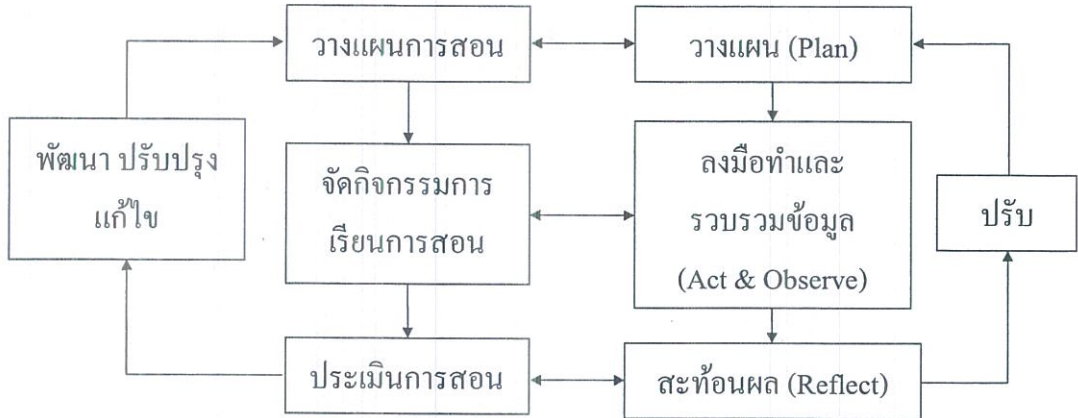 วางแผนการสอน
วางแผน (Plan)
พัฒนา ปรับปรุง
แก้ไข
จัดกิจกรรมการ
เรียนการสอน
ลงมือทำและ
รวบรวมข้อมูล
(Act & Observe)
ปรับ
ประเมินการสอน
สะท้อนผล (Reflect)